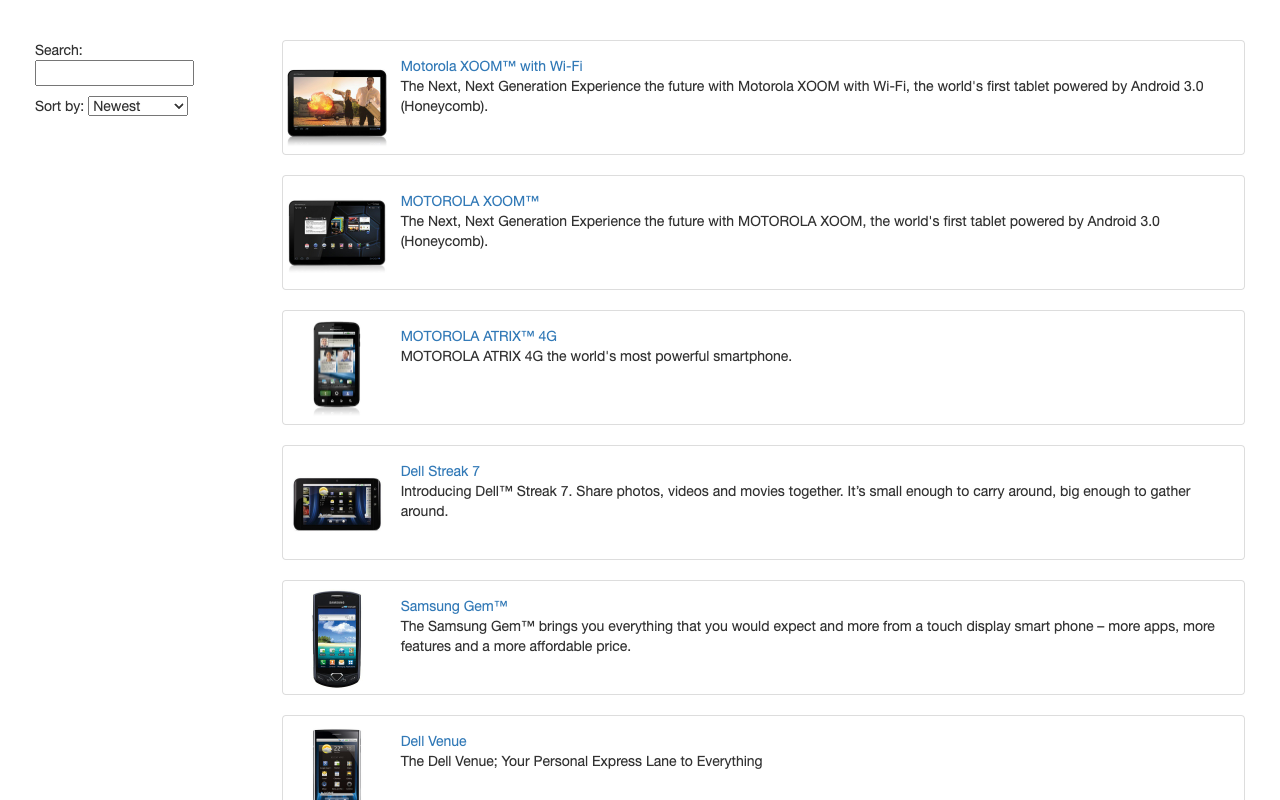 Search:
Sort by: Newest
Motorola XOOM™ with Wi-Fi
The Next, Next Generation Experience the future with Motorola XOOM with Wi-Fi, the world's first tablet powered by Android 3.0
(Honeycomb).
MOTOROLA XOOM™
The Next, Next Generation Experience the future with MOTOROLA XOOM, the world's first tablet powered by Android 3.0
(Honeycomb).
MOTOROLA ATRIX™ 4G
MOTOROLA ATRIX 4G the world's most powerful smartphone.
Dell Streak 7
Introducing Dell™ Streak 7. Share photos, videos and movies together. It’s small enough to carry around, big enough to gather
around.
Samsung Gem™
The Samsung Gem™ brings you everything that you would expect and more from a touch display smart phone – more apps, more
features and a more affordable price.
Dell Venue
The Dell Venue; Your Personal Express Lane to Everything